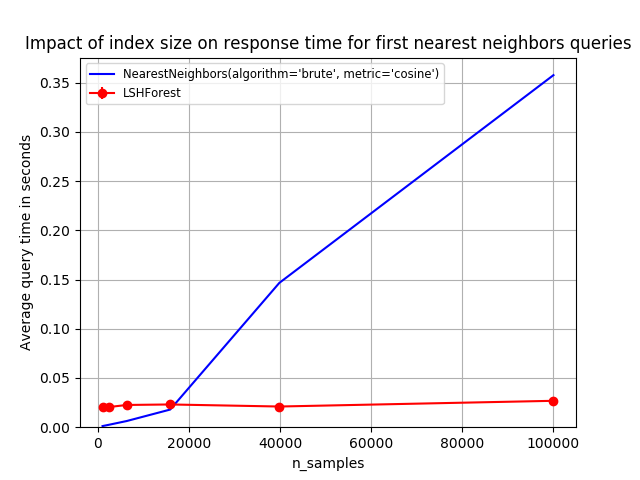 Impact of index size on response time for first nearest neighbors queries
NearestNeighbors(algorithm='brute', metric='cosine')
LSHForest
Average query time in seconds
0.35
0.30
0.25
0.20
0.15
0.10
0.05
0.00
0 20000 40000 60000 80000 100000
n_samples